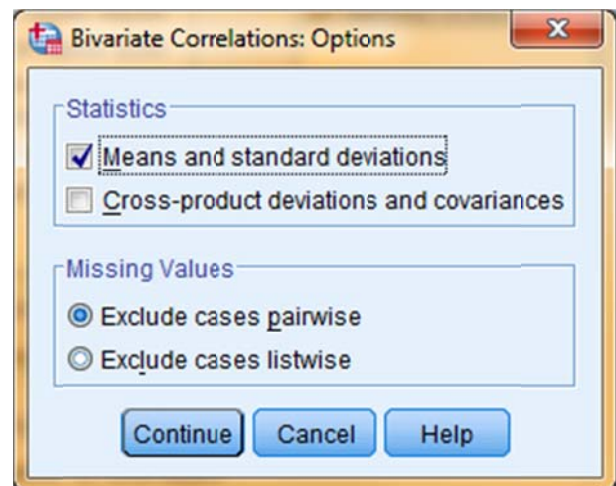 Bivariate Correlations: Options
Statistics
Means and standard deviations
Cross-product deviations and covariances
Missing Values
Exclude cases pairwise
Exclude cases listwise
Continue Cancel Help